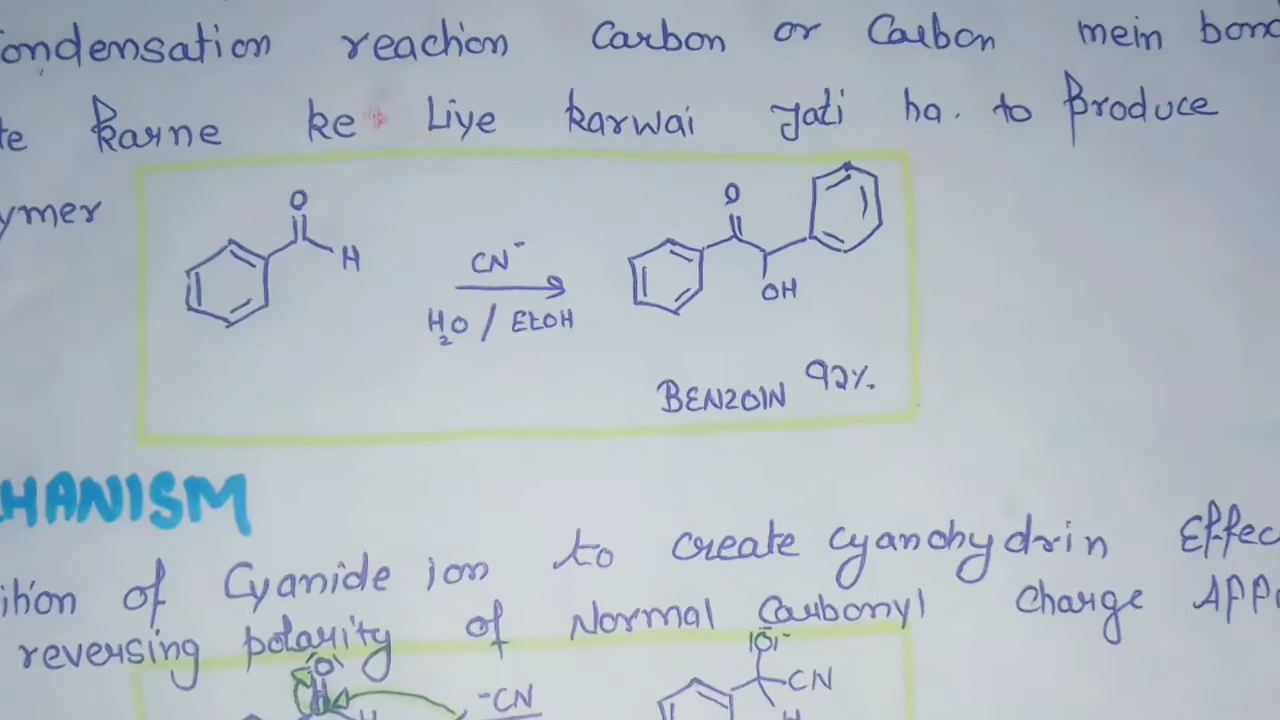 ondensation reaction Carbon or Carbon mein bond
te karne ke Liye karwai Jati ha. to Produce
ymer
O
H
CN⁻
H₂O / EtOH
O
OH
BENZOIN 92%.
HANISM
ition of Cyanide ion to create cyanohydrin Effec
reversing polarity of Normal Carbonyl Charge APP
O
⁻CN
H
O⁻
CN
H